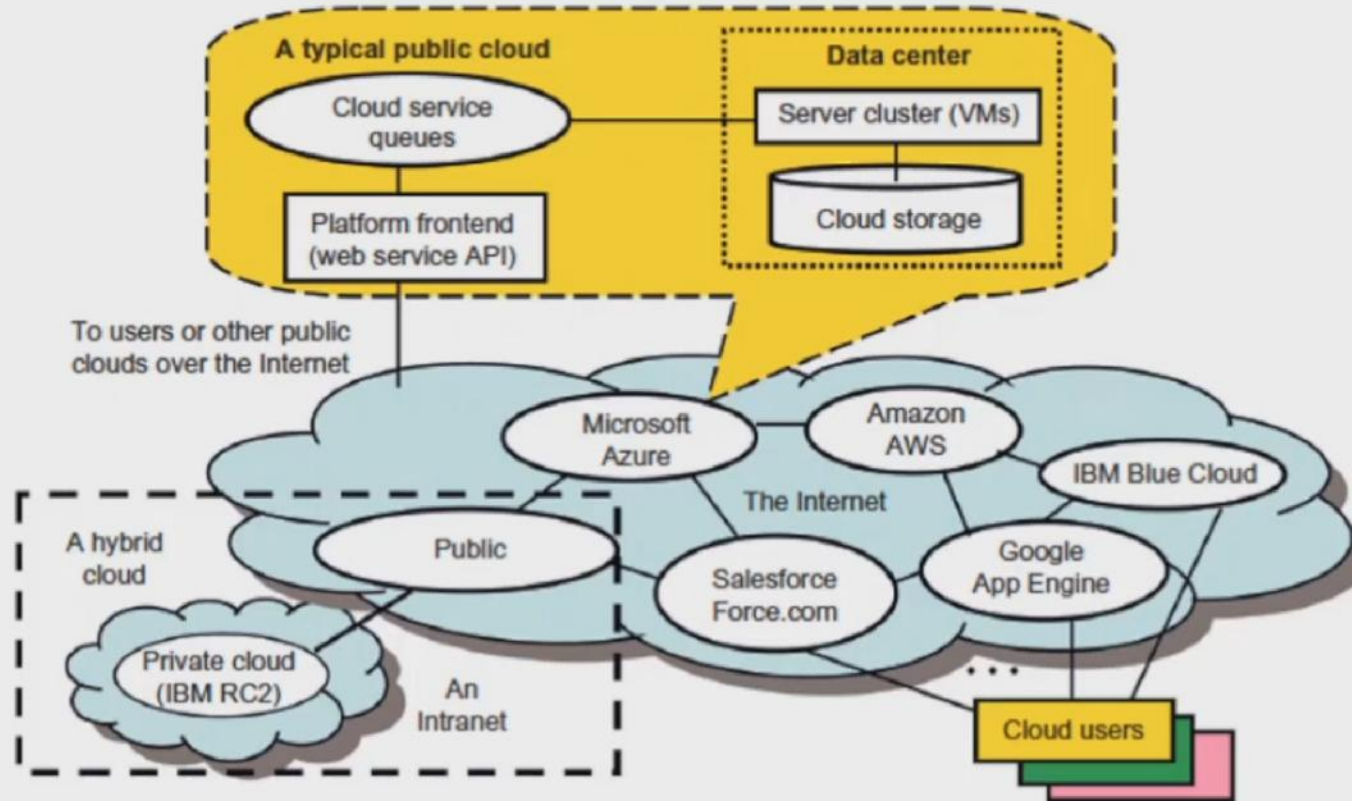 A typical public cloud
Cloud service
queues
Platform frontend
(web service API)
Data center
Server cluster (VMs)
Cloud storage
To users or other public
clouds over the Internet
Microsoft
Azure
Amazon
AWS
IBM Blue Cloud
The Internet
Public
Salesforce
Force.com
Google
App Engine
A hybrid
cloud
Private cloud
(IBM RC2)
An
Intranet
. . .
Cloud users